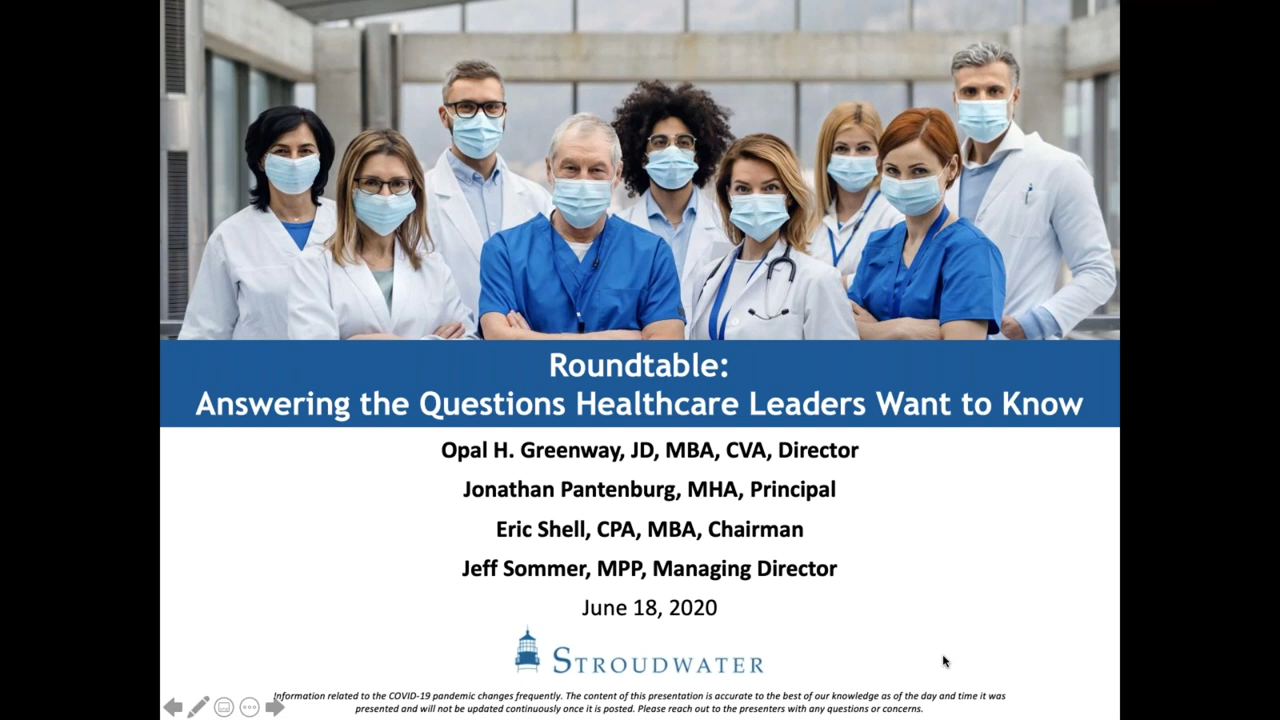 Roundtable:
Answering the Questions Healthcare Leaders Want to Know
Opal H. Greenway, JD, MBA, CVA, Director
Jonathan Pantenburg, MHA, Principal
Eric Shell, CPA, MBA, Chairman
Jeff Sommer, MPP, Managing Director
June 18, 2020
STROUDWATER
Information related to the COVID-19 pandemic changes frequently. The content of this presentation is accurate to the best of our knowledge as of the day and time it was
presented and will not be updated continuously once it is posted. Please reach out to the presenters with any questions or concerns.